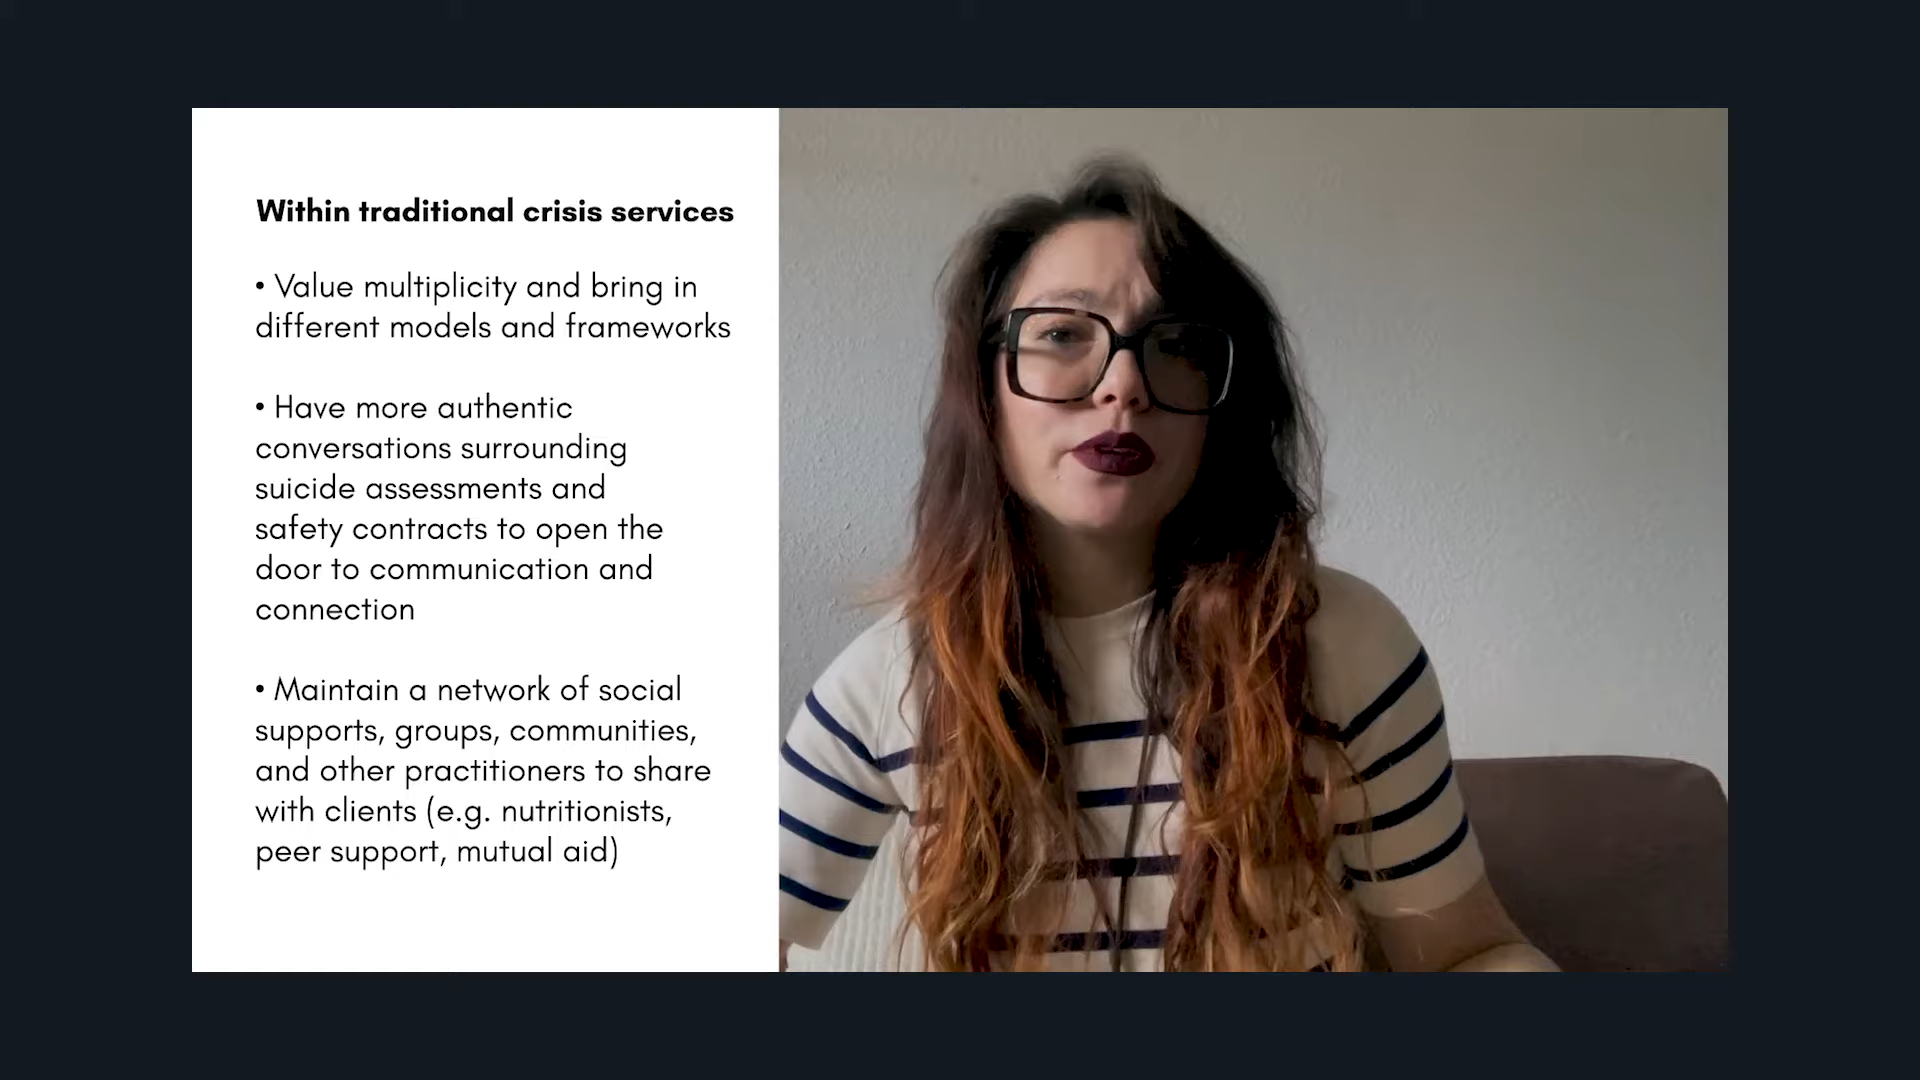 Within traditional crisis services
• Value multiplicity and bring in
different models and frameworks
• Have more authentic
conversations surrounding
suicide assessments and
safety contracts to open the
door to communication and
connection
• Maintain a network of social
supports, groups, communities,
and other practitioners to share
with clients (e.g. nutritionists,
peer support, mutual aid)